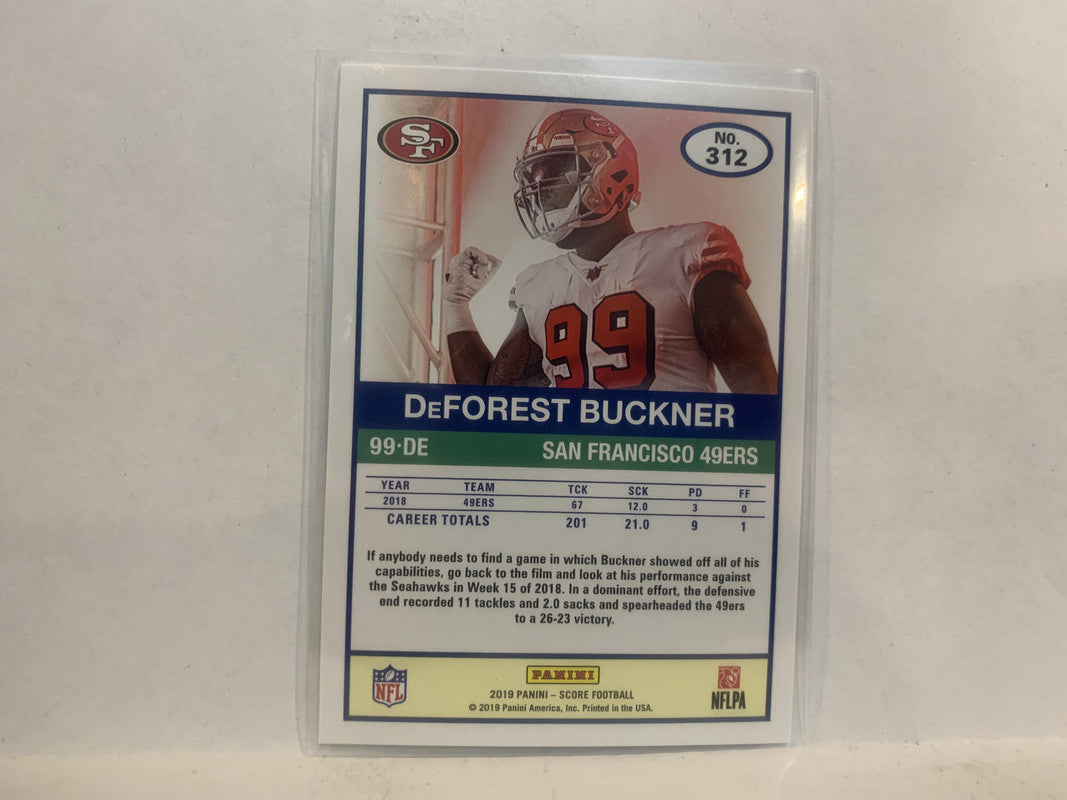 SF
NO.
312
99
DeFOREST BUCKNER
99·DE SAN FRANCISCO 49ERS
YEAR TEAM TCK SCK PD FF
2018 49ERS 67 12.0 3 0
CAREER TOTALS 201 21.0 9 1
If anybody needs to find a game in which Buckner showed off all of his
capabilities, go back to the film and look at his performance against
the Seahawks in Week 15 of 2018. In a dominant effort, the defensive
end recorded 11 tackles and 2.0 sacks and spearheaded the 49ers
to a 26-23 victory.
NFL
PANINI
2019 PANINI – SCORE FOOTBALL
© 2019 Panini America, Inc. Printed in the USA.
NFLPA